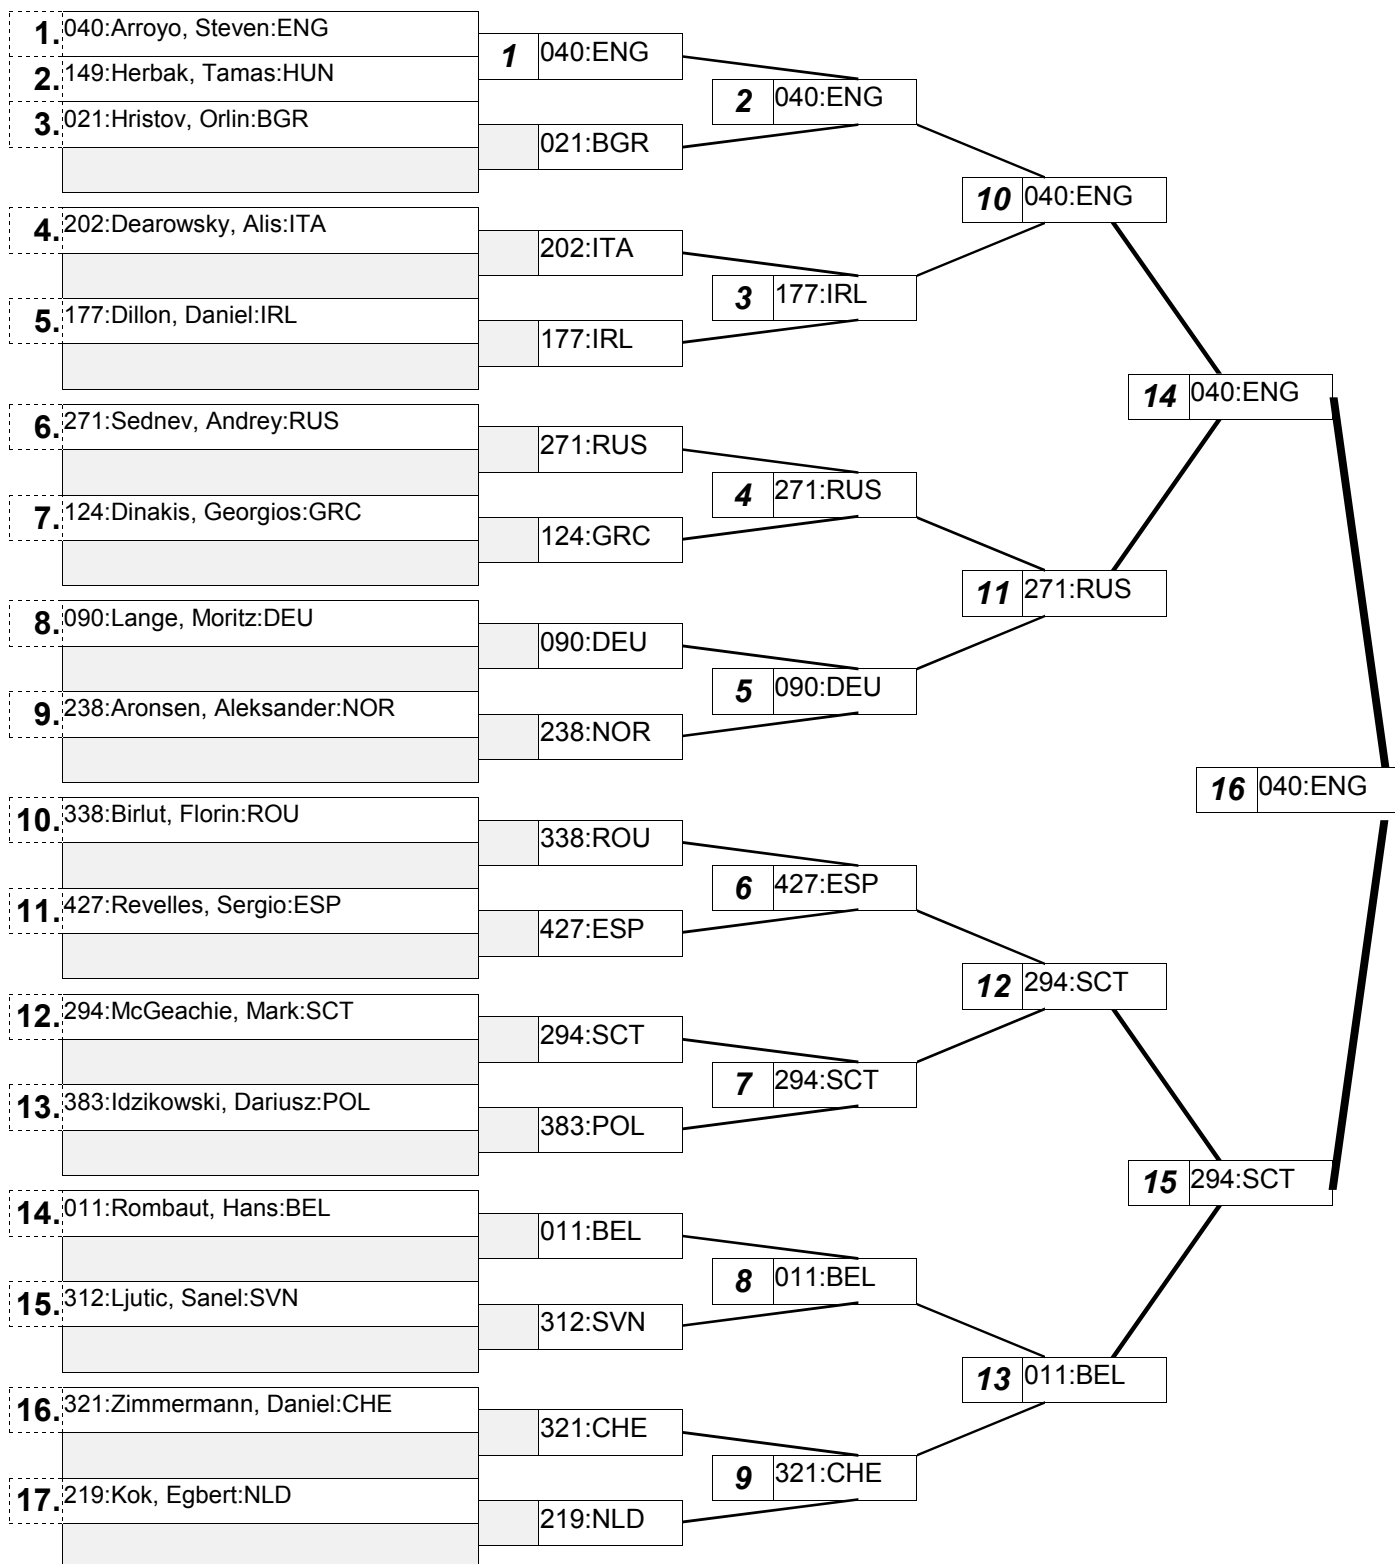 1. 040:Arroyo, Steven:ENG
2. 149:Herbak, Tamas:HUN
3. 021:Hristov, Orlin:BGR
4. 202:Dearowsky, Alis:ITA
5. 177:Dillon, Daniel:IRL
6. 271:Sednev, Andrey:RUS
7. 124:Dinakis, Georgios:GRC
8. 090:Lange, Moritz:DEU
9. 238:Aronsen, Aleksander:NOR
10. 338:Birlut, Florin:ROU
11. 427:Revelles, Sergio:ESP
12. 294:McGeachie, Mark:SCT
13. 383:Idzikowski, Dariusz:POL
14. 011:Rombaut, Hans:BEL
15. 312:Ljutic, Sanel:SVN
16. 321:Zimmermann, Daniel:CHE
17. 219:Kok, Egbert:NLD
1 040:ENG
021:BGR
202:ITA
177:IRL
271:RUS
124:GRC
090:DEU
238:NOR
338:ROU
427:ESP
294:SCT
383:POL
011:BEL
312:SVN
321:CHE
219:NLD
2 040:ENG
3 177:IRL
4 271:RUS
5 090:DEU
6 427:ESP
7 294:SCT
8 011:BEL
9 321:CHE
10 040:ENG
11 271:RUS
12 294:SCT
13 011:BEL
14 040:ENG
15 294:SCT
16 040:ENG